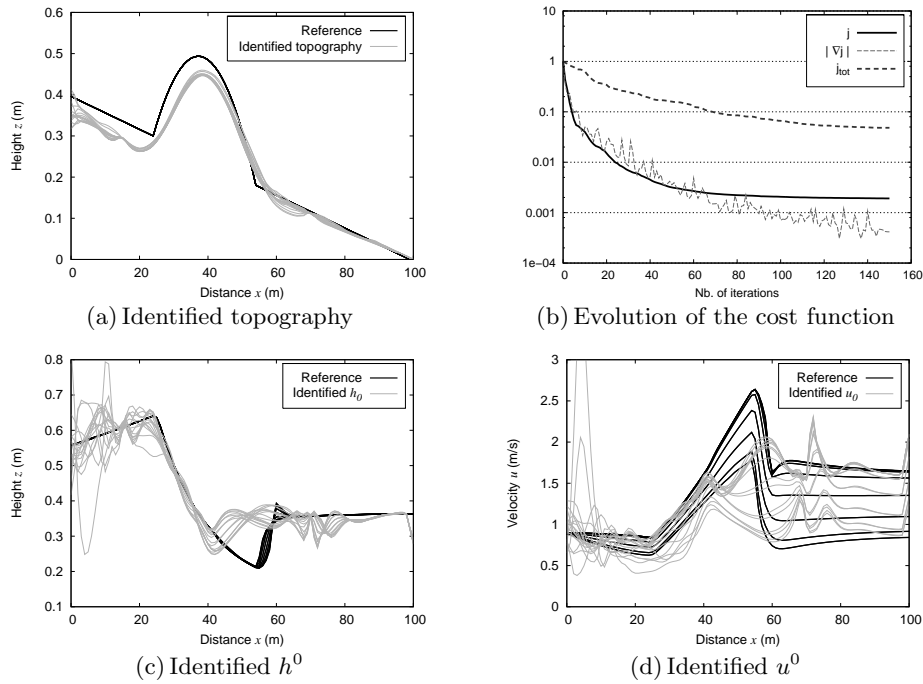 0.5
0.4
0.3
0.2
0.1
0
Height z (m)
0 20 40 60 80 100
Distance x (m)
Reference
Identified topography
(a) Identified topography
10
1
0.1
0.01
0.001
1e−04
0 20 40 60 80 100 120 140 160
Nb. of iterations
j
| ∇j |
jtot
(b) Evolution of the cost function
0.8
0.7
0.6
0.5
0.4
0.3
0.2
0.1
Height z (m)
0 20 40 60 80 100
Distance x (m)
Reference
Identified h0
(c) Identified h⁰
3
2.5
2
1.5
1
0.5
0
Velocity u (m/s)
0 20 40 60 80 100
Distance x (m)
Reference
Identified u0
(d) Identified u⁰